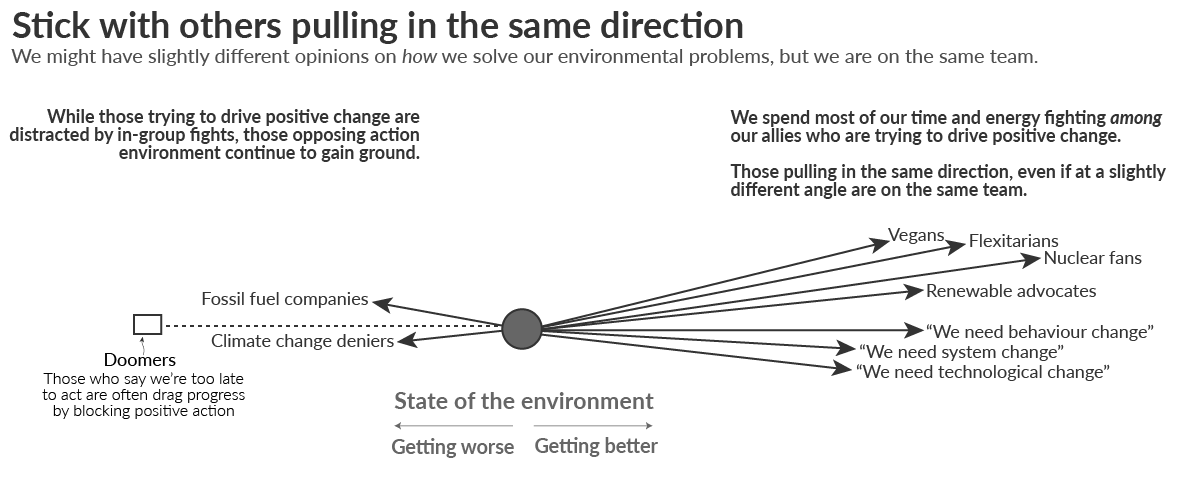 Stick with others pulling in the same direction
We might have slightly different opinions on how we solve our environmental problems, but we are on the same team.
While those trying to drive positive change are
distracted by in-group fights, those opposing action
environment continue to gain ground.
We spend most of our time and energy fighting among
our allies who are trying to drive positive change.
Those pulling in the same direction, even if at a slightly
different angle are on the same team.
Vegans
Flexitarians
Nuclear fans
Renewable advocates
“We need behaviour change”
“We need system change”
“We need technological change”
Fossil fuel companies
Climate change deniers
Doomers
Those who say we’re too late
to act are often drag progress
by blocking positive action
State of the environment
Getting worse
Getting better